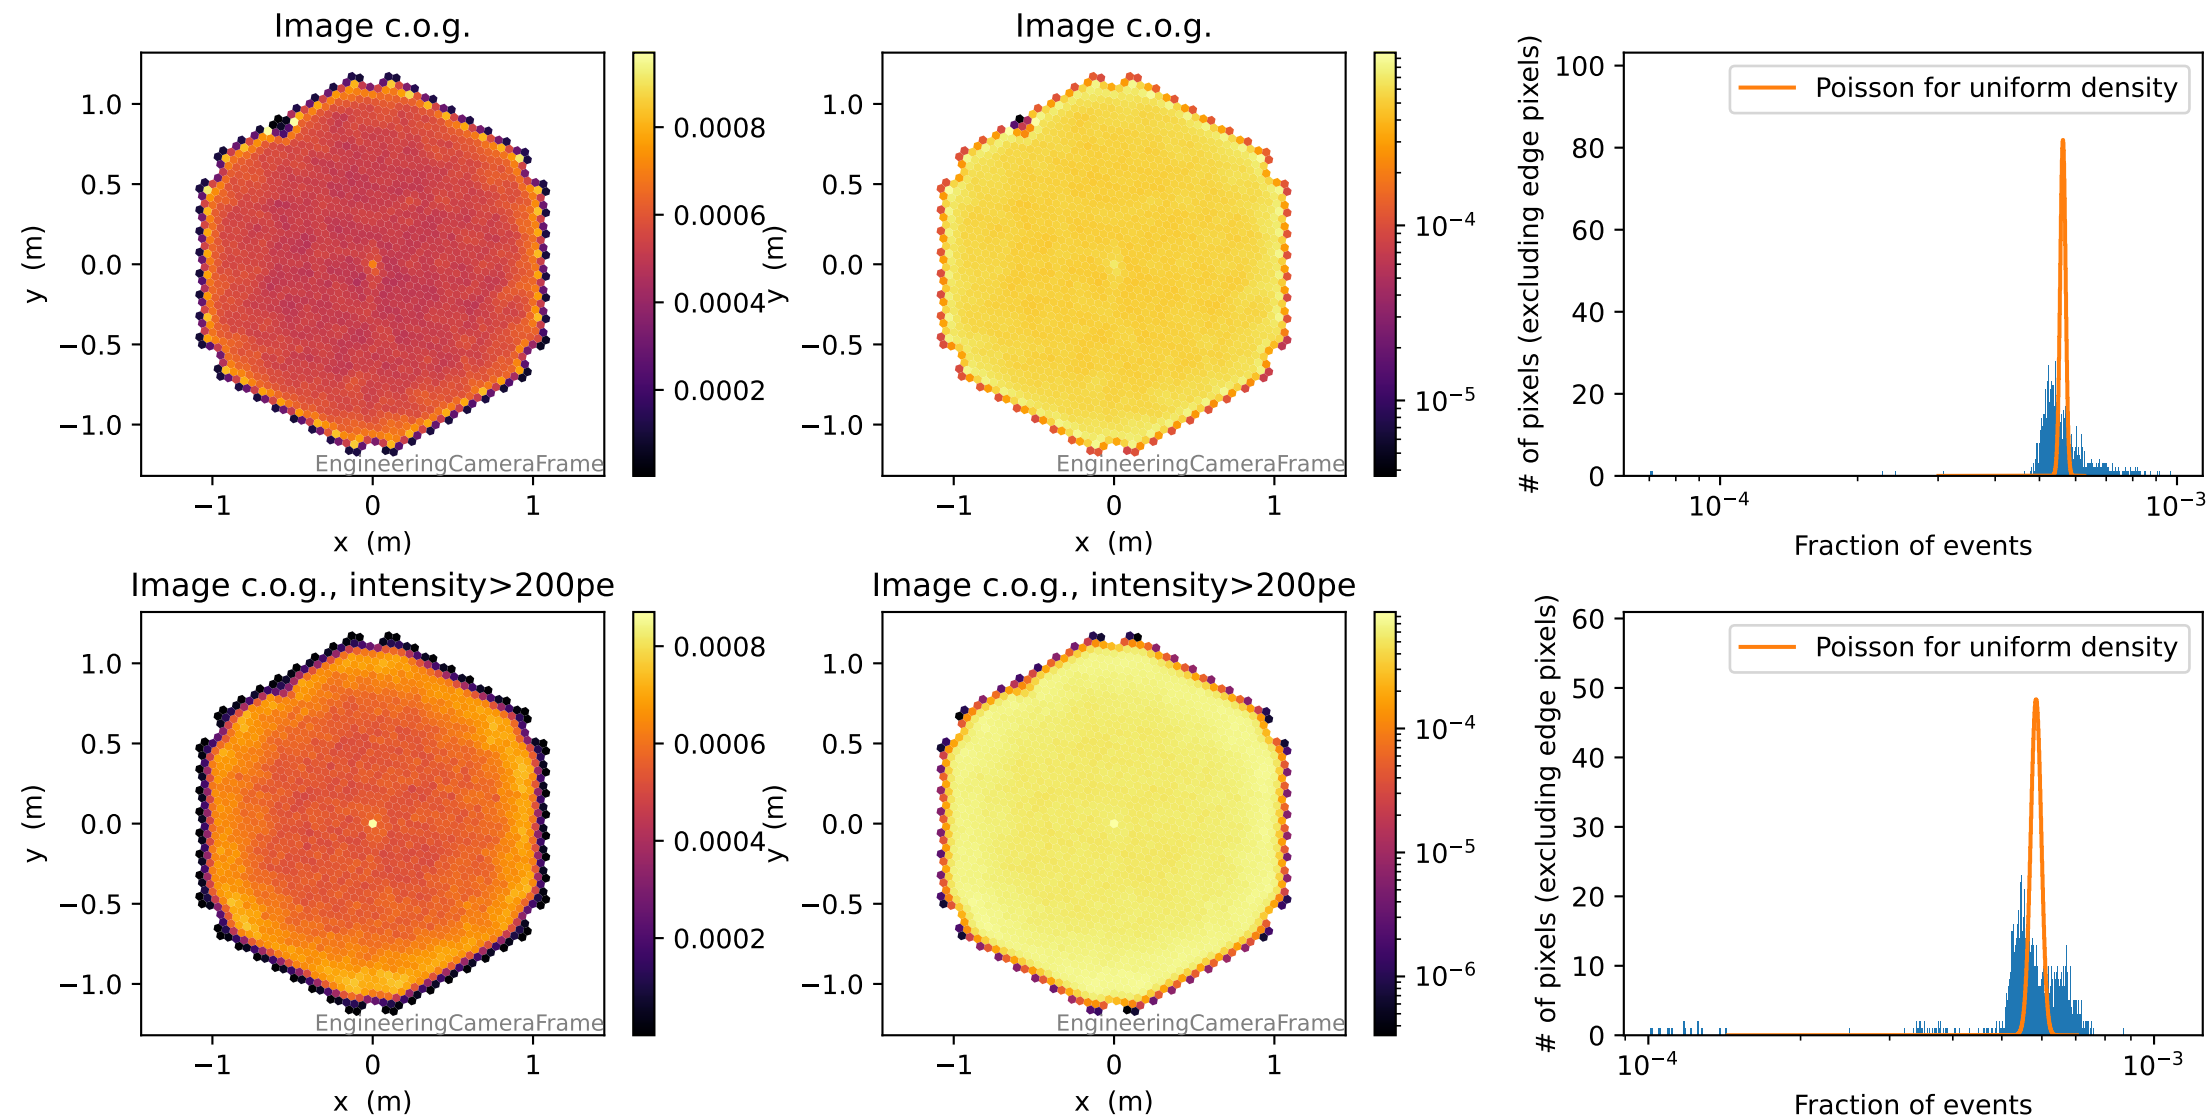 Image c.o.g.
1.0
0.5
0.0
−0.5
−1.0
y (m)
−1
0
1
x (m)
EngineeringCameraFrame
0.0008
0.0006
0.0004
0.0002
Image c.o.g.
1.0
0.5
0.0
−0.5
−1.0
y (m)
−1
0
1
x (m)
EngineeringCameraFrame
10⁻⁴
10⁻⁵
# of pixels (excluding edge pixels)
100
80
60
40
20
0
Poisson for uniform density
10⁻⁴
10⁻³
Fraction of events
Image c.o.g., intensity>200pe
1.0
0.5
0.0
−0.5
−1.0
y (m)
−1
0
1
x (m)
EngineeringCameraFrame
0.0008
0.0006
0.0004
0.0002
Image c.o.g., intensity>200pe
1.0
0.5
0.0
−0.5
−1.0
y (m)
−1
0
1
x (m)
EngineeringCameraFrame
10⁻⁴
10⁻⁵
10⁻⁶
# of pixels (excluding edge pixels)
60
50
40
30
20
10
0
Poisson for uniform density
10⁻⁴
10⁻³
Fraction of events